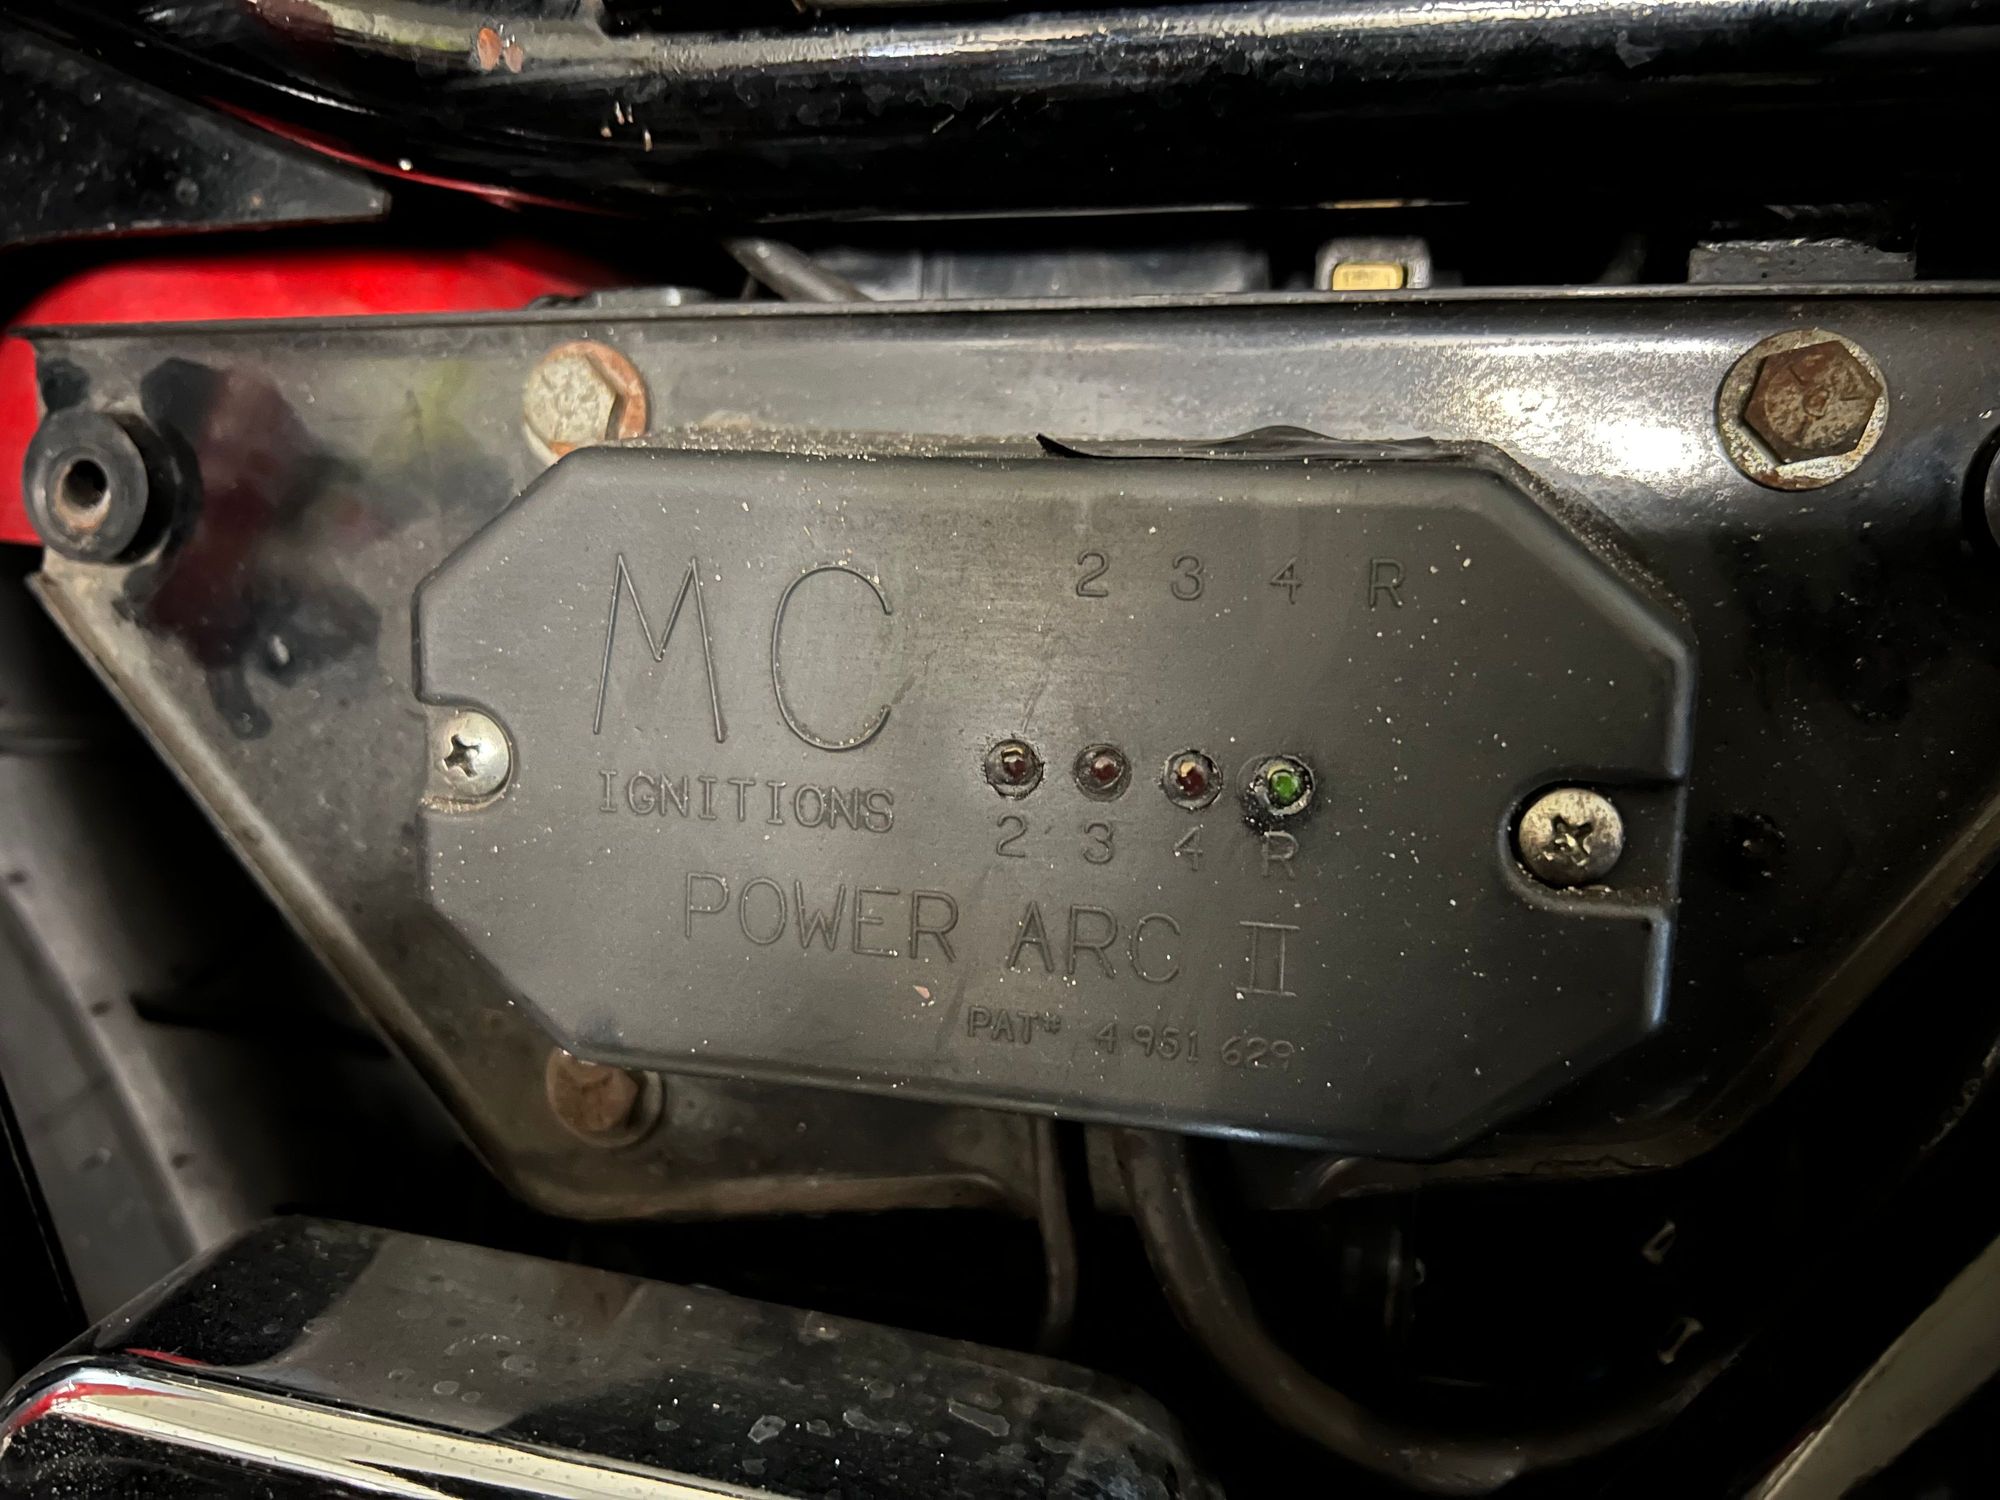 MC
2 3 4 R
IGNITIONS
2 3 4 R
POWER ARC II
PAT# 4 951 629